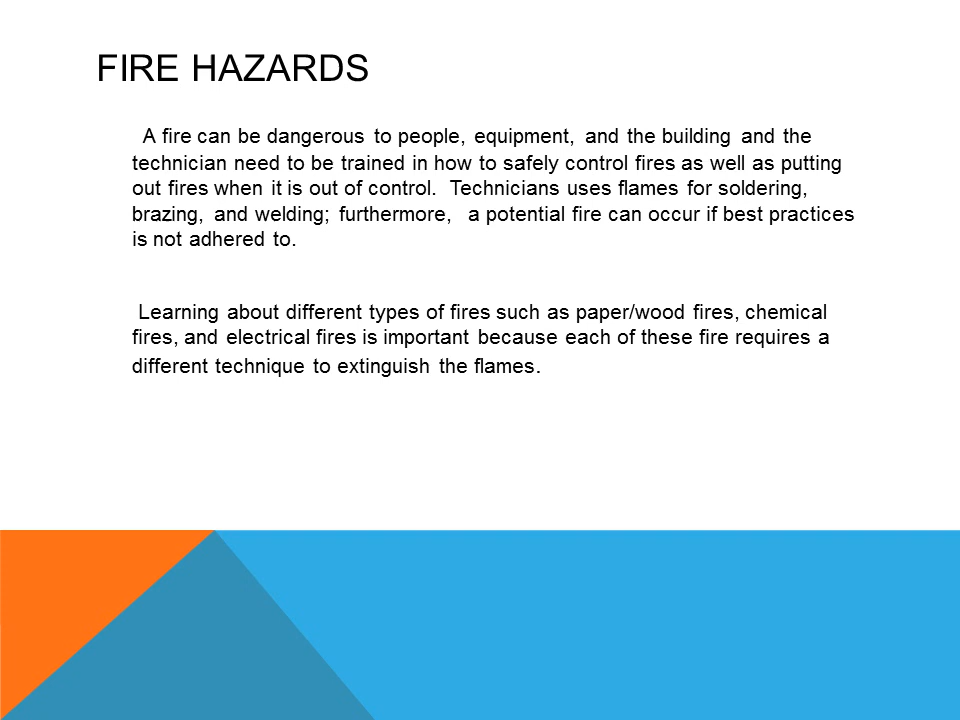 FIRE HAZARDS
A fire can be dangerous to people, equipment, and the building and the
technician need to be trained in how to safely control fires as well as putting
out fires when it is out of control. Technicians uses flames for soldering,
brazing, and welding; furthermore, a potential fire can occur if best practices
is not adhered to.
Learning about different types of fires such as paper/wood fires, chemical
fires, and electrical fires is important because each of these fire requires a
different technique to extinguish the flames.